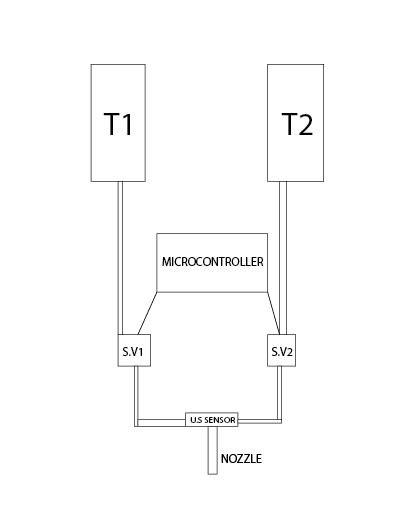 T1
T2
MICROCONTROLLER
S.V1
S.V2
U.S SENSOR
NOZZLE